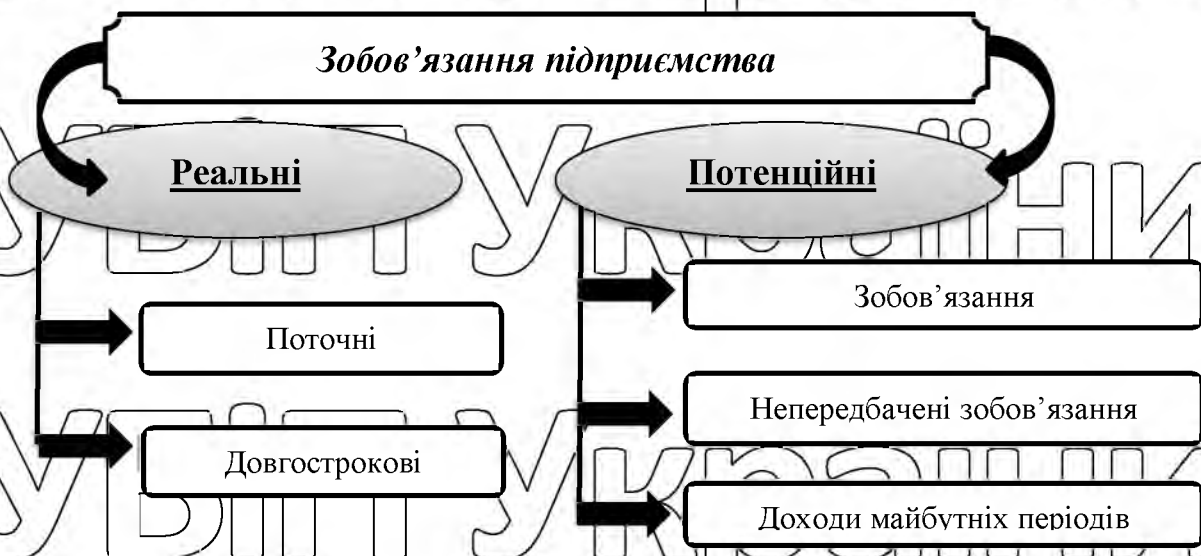 Зобов’язання підприємства
Реальні
Потенційні
Поточні
Довгострокові
Зобов’язання
Непередбачені зобов’язання
Доходи майбутніх періодів